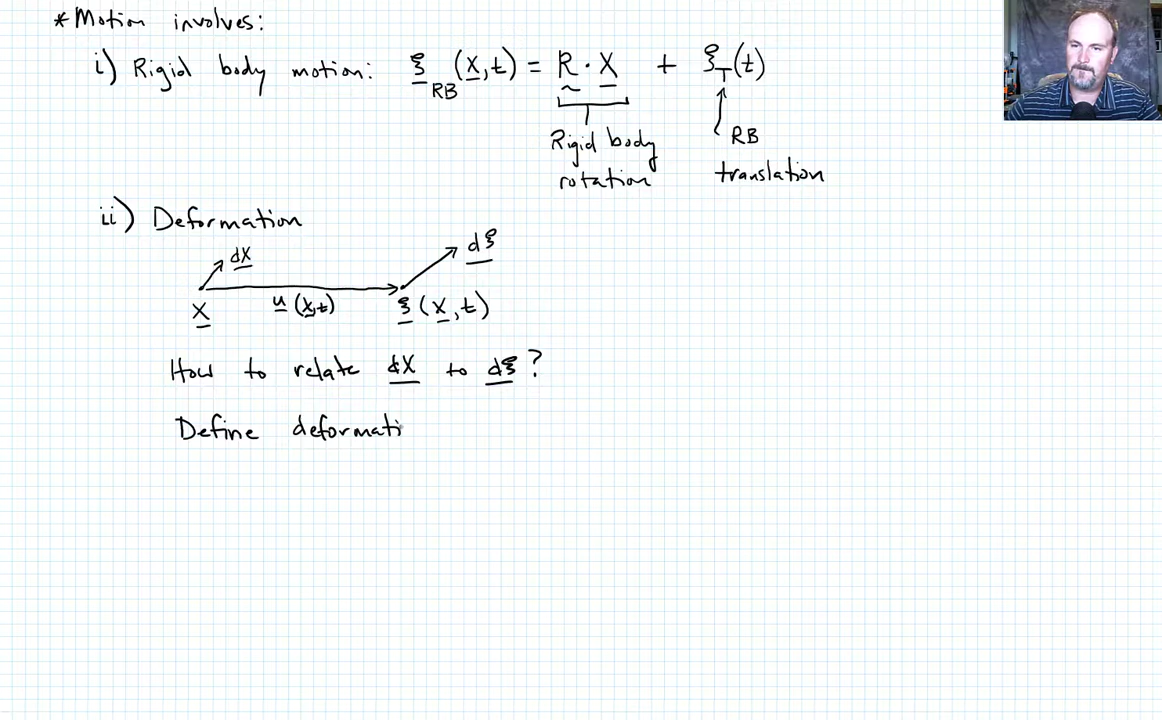 *Motion involves:
i) Rigid body motion: ξ_RB (X,t) = R · X + ξ_T(t)
Rigid body rotation
RB translation
ii) Deformation
dX dξ
X u(X,t) ξ(X,t)
How to relate dX to dξ?
Define deformati